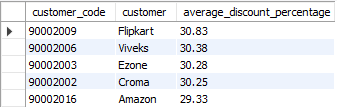 customer_code customer average_discount_percentage
90002009 Flipkart 30.83
90002006 Viveks 30.38
90002003 Ezone 30.28
90002002 Croma 30.25
90002016 Amazon 29.33